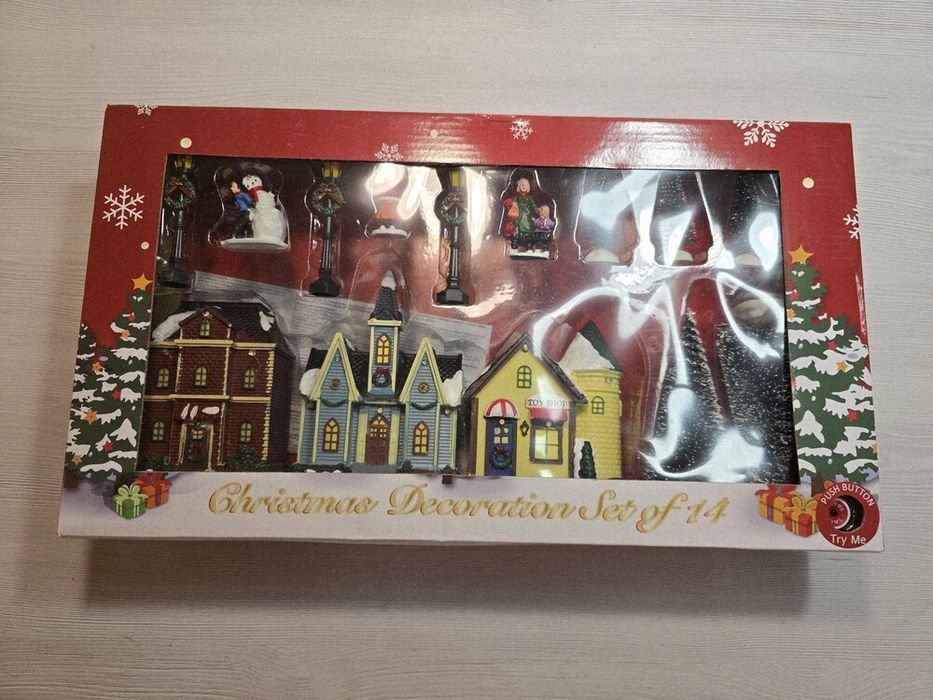 TOY SHOP
Christmas Decoration Set of 14
PUSH BUTTON
Try Me